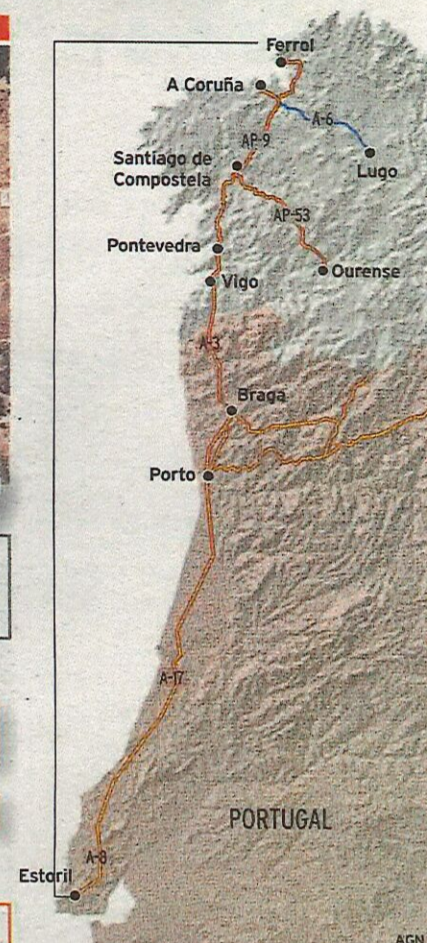 Ferrol
A Coruña
A-6
AP-9
Santiago de
Compostela
Lugo
AP-53
Pontevedra
Ourense
Vigo
A-3
Braga
Porto
A-17
PORTUGAL
A-8
Estoril
AGN